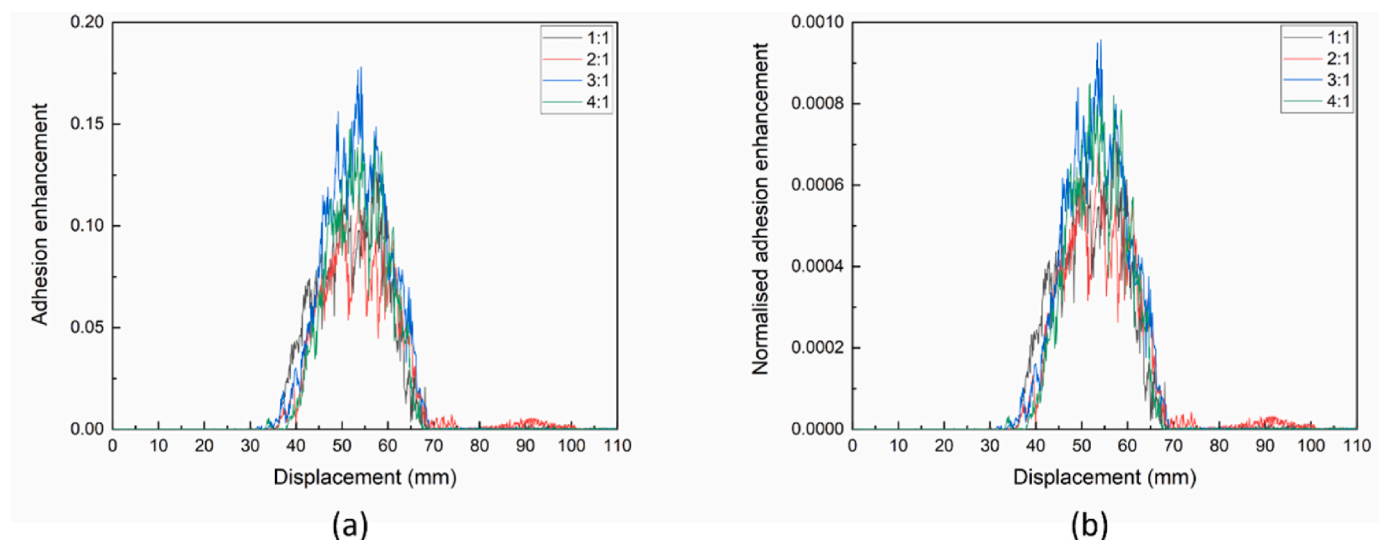 Adhesion enhancement
0.20
0.15
0.10
0.05
0.00
0 10 20 30 40 50 60 70 80 90 100 110
Displacement (mm)
1:1
2:1
3:1
4:1
(a)
Normalised adhesion enhancement
0.0010
0.0008
0.0006
0.0004
0.0002
0.0000
0 10 20 30 40 50 60 70 80 90 100 110
Displacement (mm)
1:1
2:1
3:1
4:1
(b)